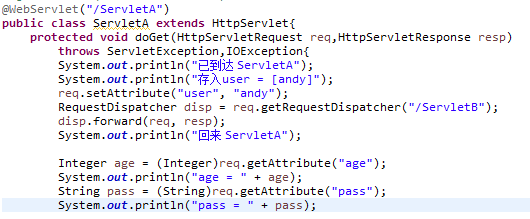 @WebServlet("/ServletA")
public class ServletA extends HttpServlet{
    protected void doGet(HttpServletRequest req,HttpServletResponse resp)
        throws ServletException,IOException{
        System.out.println("已到达 ServletA");
        System.out.println("存入user = [andy]");
        req.setAttribute("user", "andy");
        RequestDispatcher disp = req.getRequestDispatcher("/ServletB");
        disp.forward(req, resp);
        System.out.println("回来 ServletA");
        Integer age = (Integer)req.getAttribute("age");
        System.out.println("age = " + age);
        String pass = (String)req.getAttribute("pass");
        System.out.println("pass = " + pass);